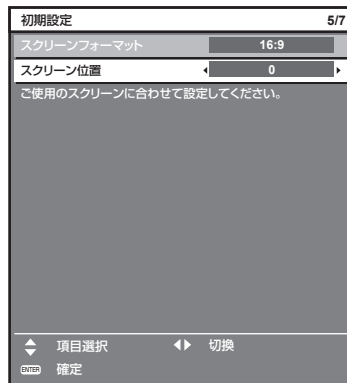 初期設定 5/7
スクリーンフォーマット 16:9
スクリーン位置 0
ご使用のスクリーンに合わせて設定してください。
項目選択 切換
ENTER 確定